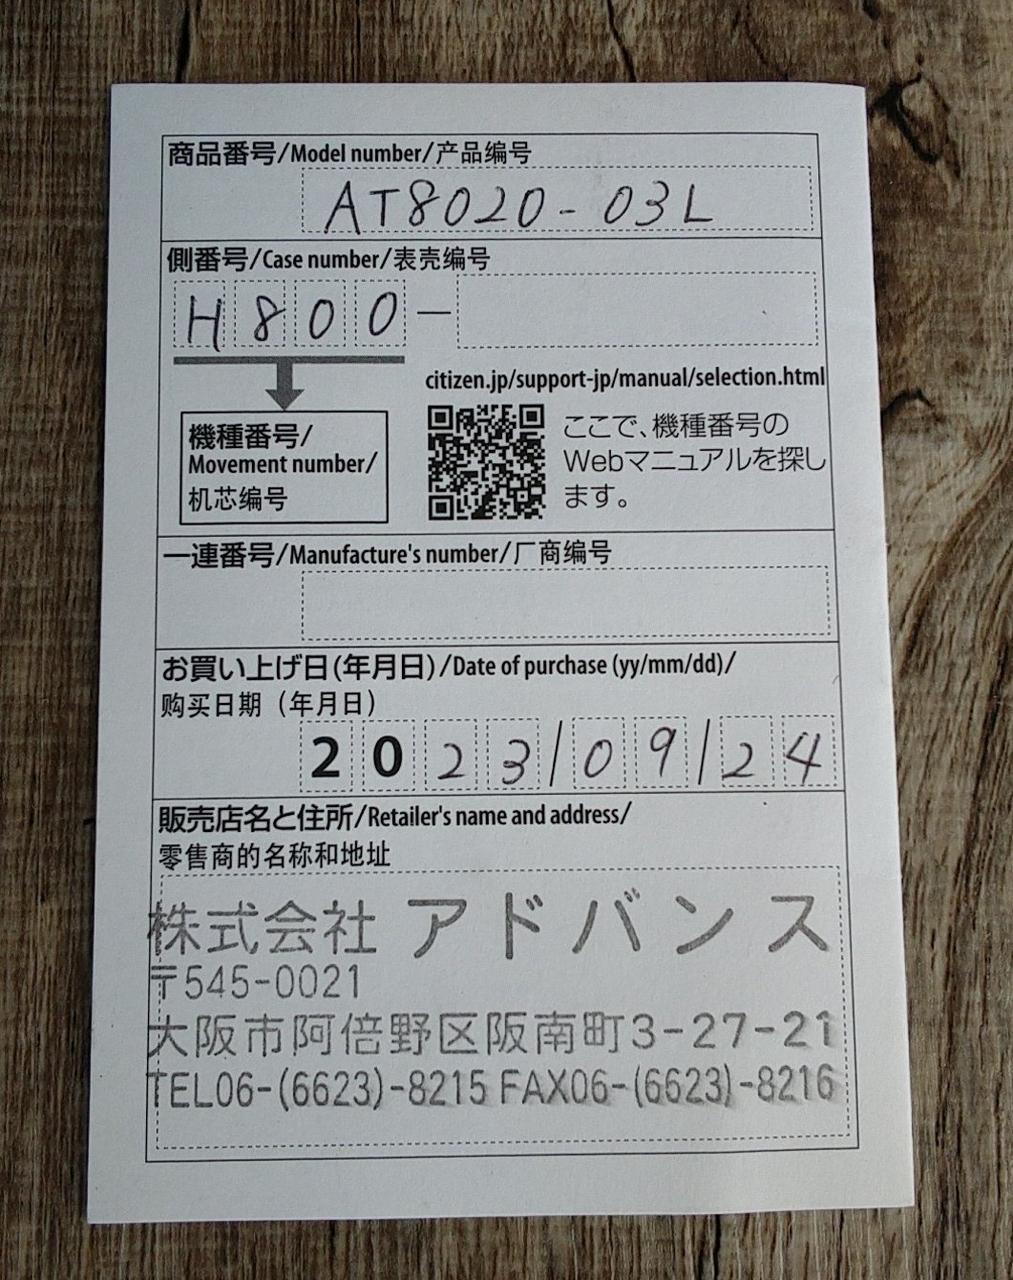 商品番号/Model number/产品编号
AT8020-03L
側番号/Case number/表壳编号
H800-
citizen.jp/support-jp/manual/selection.html
機種番号/
Movement number/
机芯编号
ここで、機種番号の
Webマニュアルを探し
ます。
一連番号/Manufacture's number/厂商编号
お買い上げ日(年月日)/Date of purchase (yy/mm/dd)/
购买日期（年月日）
2023/09/24
販売店名と住所/Retailer's name and address/
零售商的名称和地址
株式会社 アドバンス
〒545-0021
大阪市阿倍野区阪南町3-27-21
TEL06-(6623)-8215 FAX06-(6623)-8216